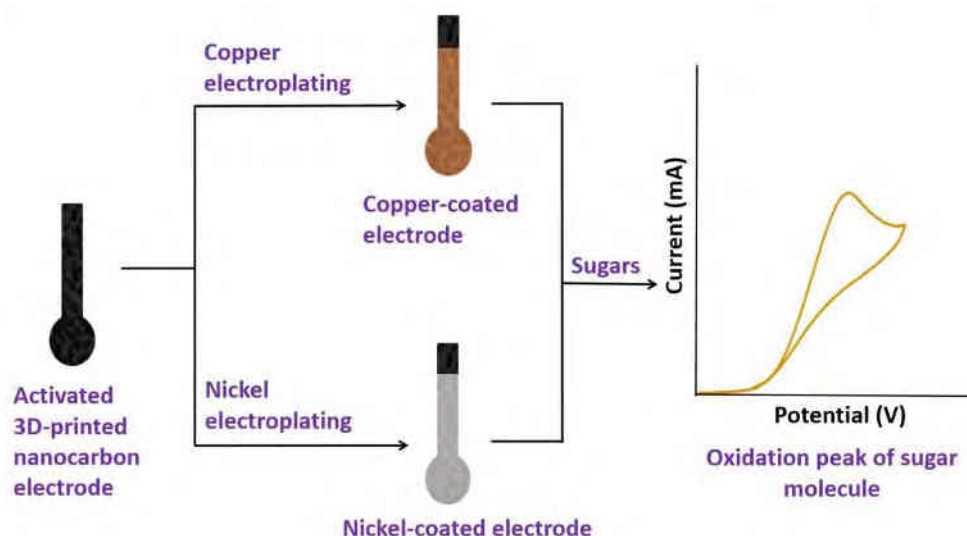 Copper
electroplating
Copper-coated
electrode
Activated
3D-printed
nanocarbon
electrode
Nickel
electroplating
Nickel-coated electrode
Sugars
Current (mA)
Potential (V)
Oxidation peak of sugar
molecule